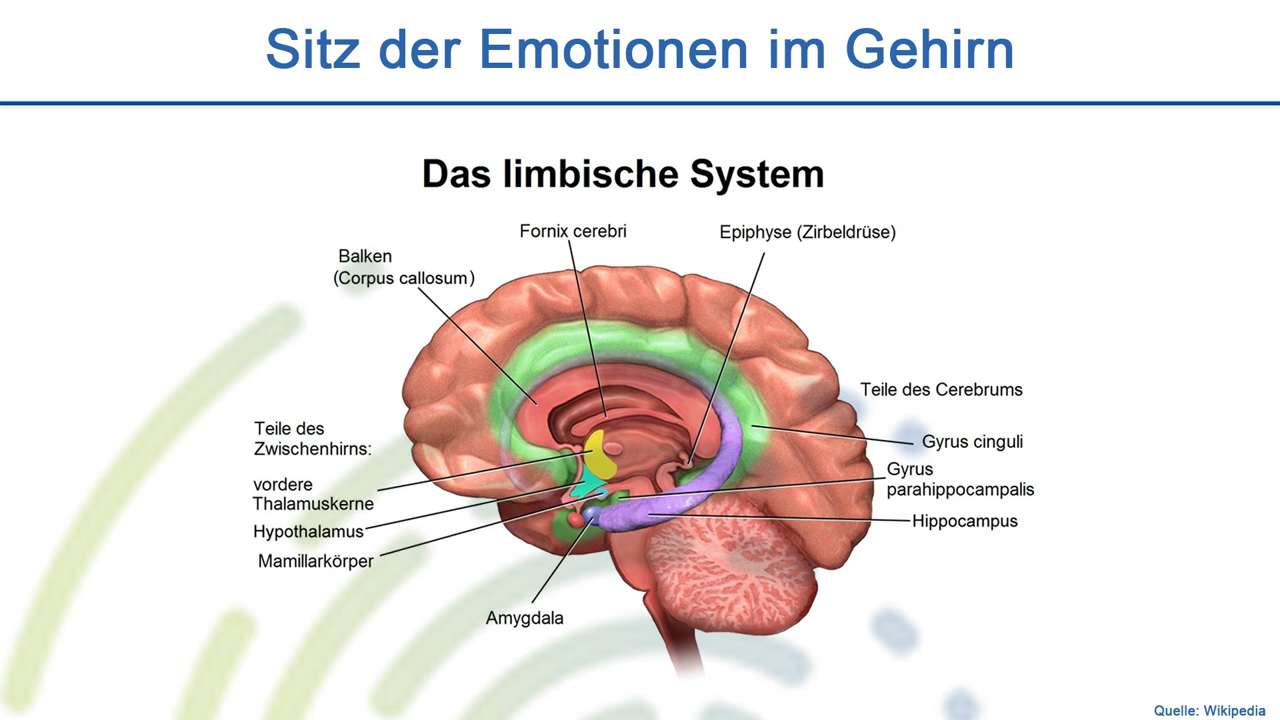 Sitz der Emotionen im Gehirn
Das limbische System
Fornix cerebri
Epiphyse (Zirbeldrüse)
Balken
(Corpus callosum)
Teile des Cerebrums
Teile des
Zwischenhirns:
Gyrus cinguli
Gyrus
parahippocampalis
vordere
Thalamuskerne
Hippocampus
Hypothalamus
Mamillarkörper
Amygdala
Quelle: Wikipedia